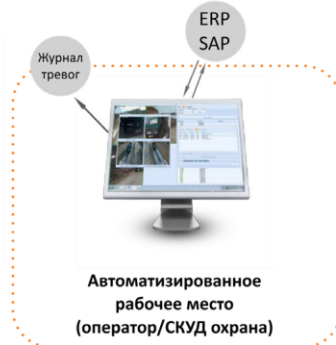 ERP
SAP
Журнал
тревог
Автоматизированное
рабочее место
(оператор/СКУД охрана)